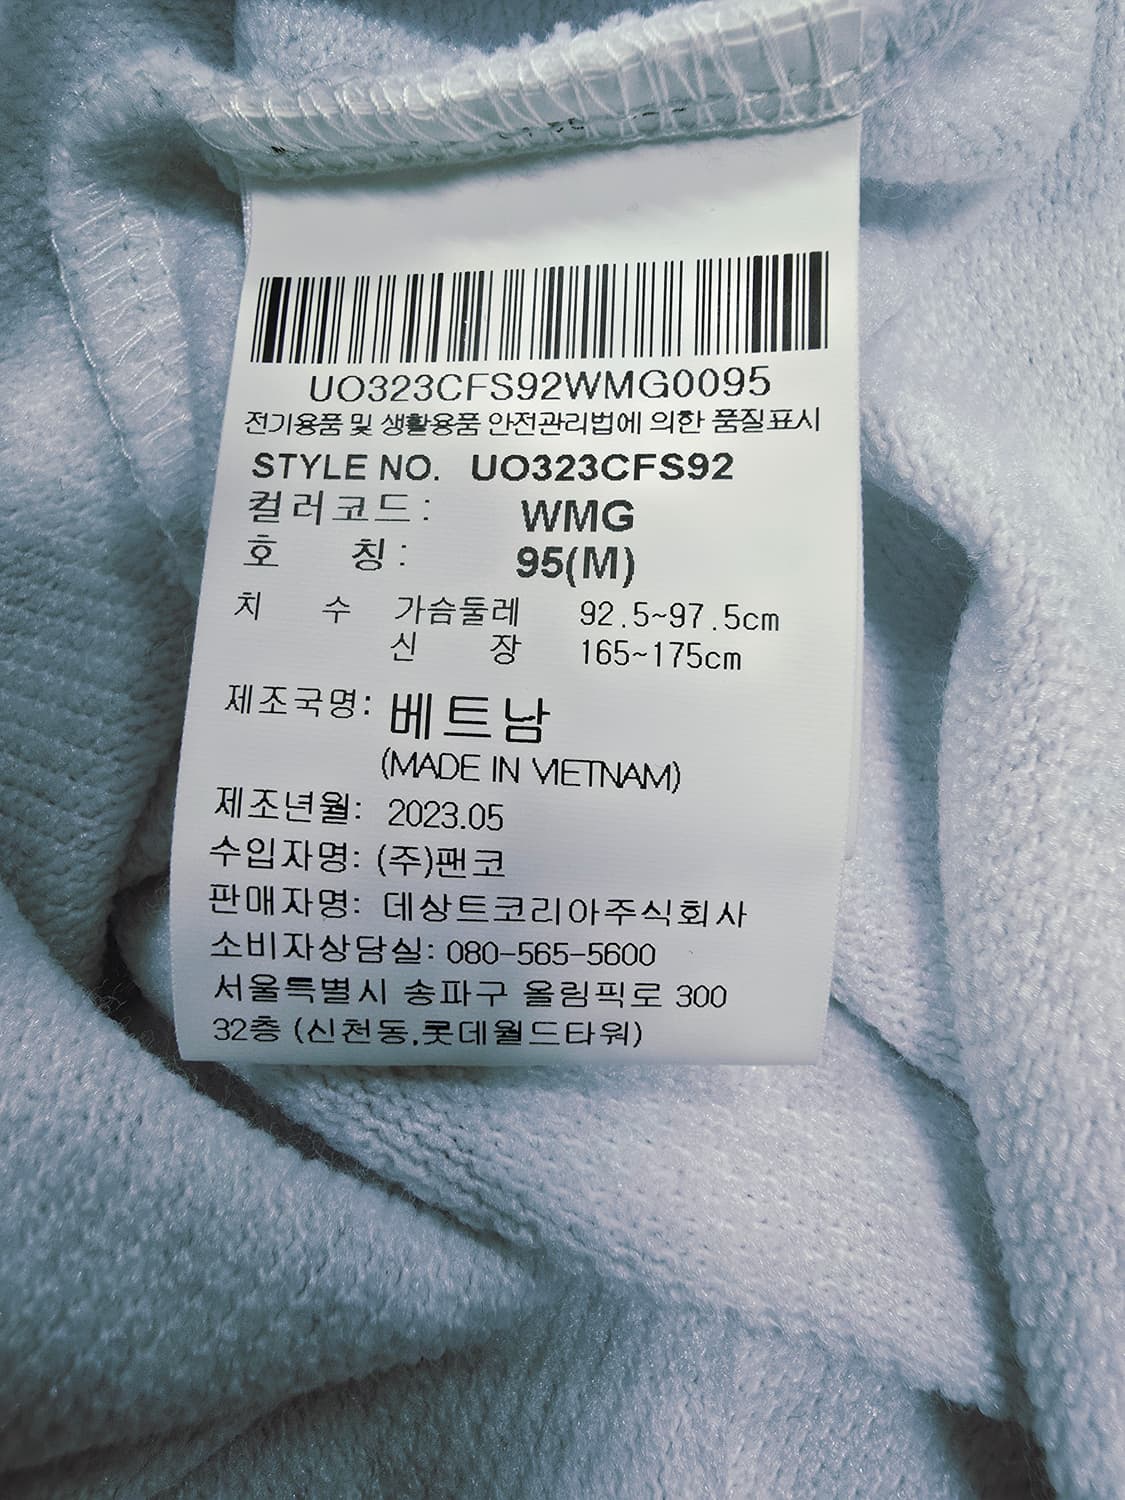 UO323CFS92WMG0095
전기용품 및 생활용품 안전관리법에 의한 품질표시
STYLE NO. UO323CFS92
컬러코드: WMG
호 칭: 95(M)
치 수 가슴둘레 92.5~97.5cm
신 장 165~175cm
제조국명: 베트남
(MADE IN VIETNAM)
제조년월: 2023.05
수입자명: (주)팬코
판매자명: 데상트코리아주식회사
소비자상담실: 080-565-5600
서울특별시 송파구 올림픽로 300
32층 (신천동,롯데월드타워)